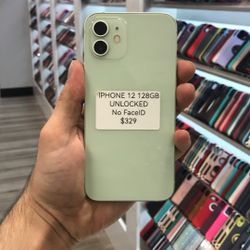 IPHONE 12 128GB
UNLOCKED
No FaceID
$329